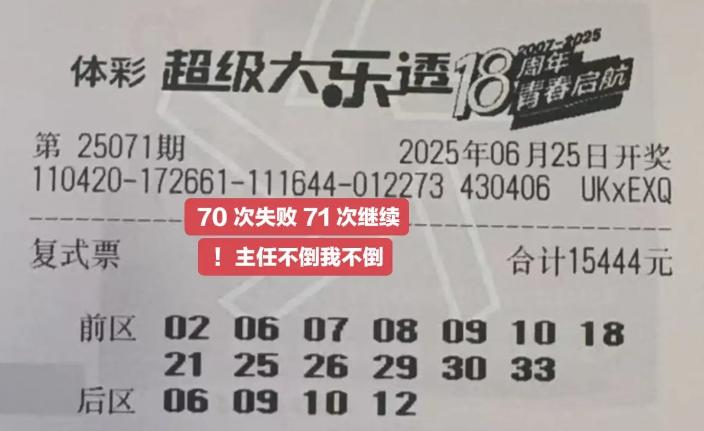 体彩 超级大乐透 18 2007-2025
周年
青春启航
第 25071期 2025年06月25日开奖
110420-172661-111644-012273 430406 UKxEXQ
70 次失败 71 次继续
！主任不倒我不倒
复式票 合计15444元
前区 02 06 07 08 09 10 18
21 25 26 29 30 33
后区 06 09 10 12